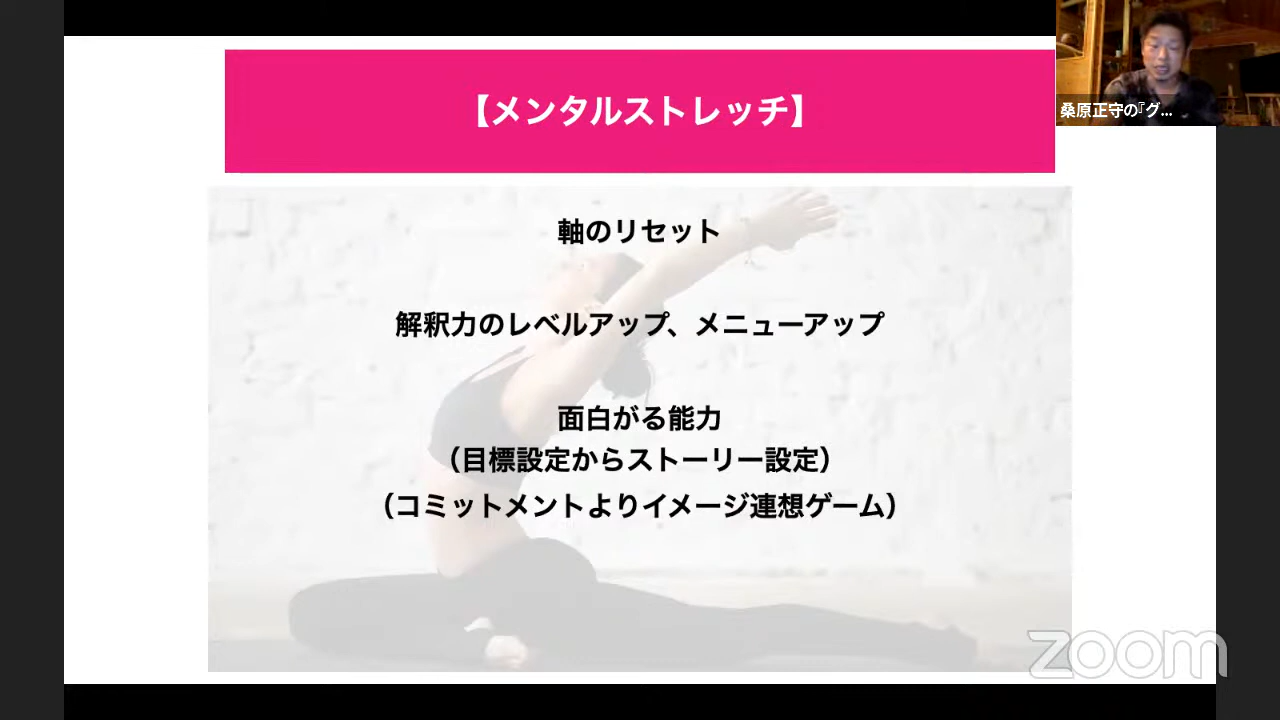 【メンタルストレッチ】
桑原正守の『グ...
軸のリセット
解釈力のレベルアップ、メニューアップ
面白がる能力
（目標設定からストーリー設定）
（コミットメントよりイメージ連想ゲーム）
zoom